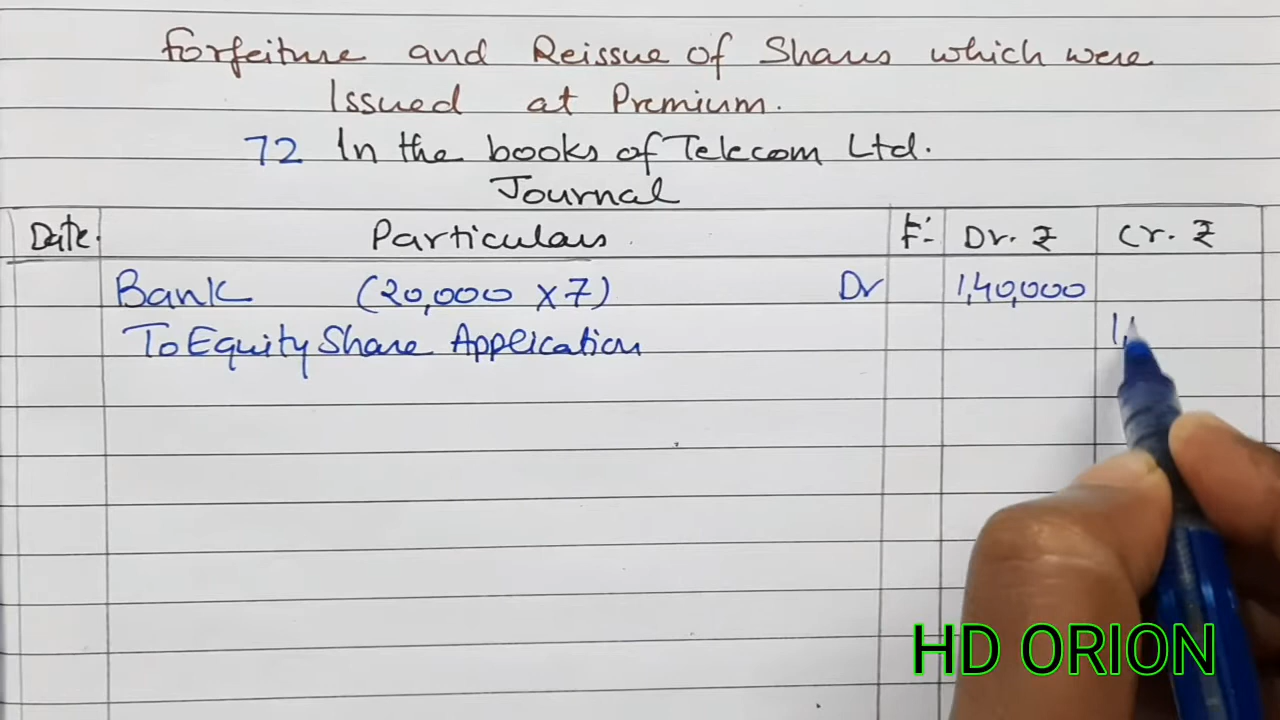 Forfeiture and Reissue of Shares which were
Issued at Premium.
72 In the books of Telecom Ltd.
Journal
Date. Particulars F. Dr. ₹ Cr. ₹
Bank (20,000 X 7) Dr 1,40,000
To Equity Share Application 1,
HD ORION